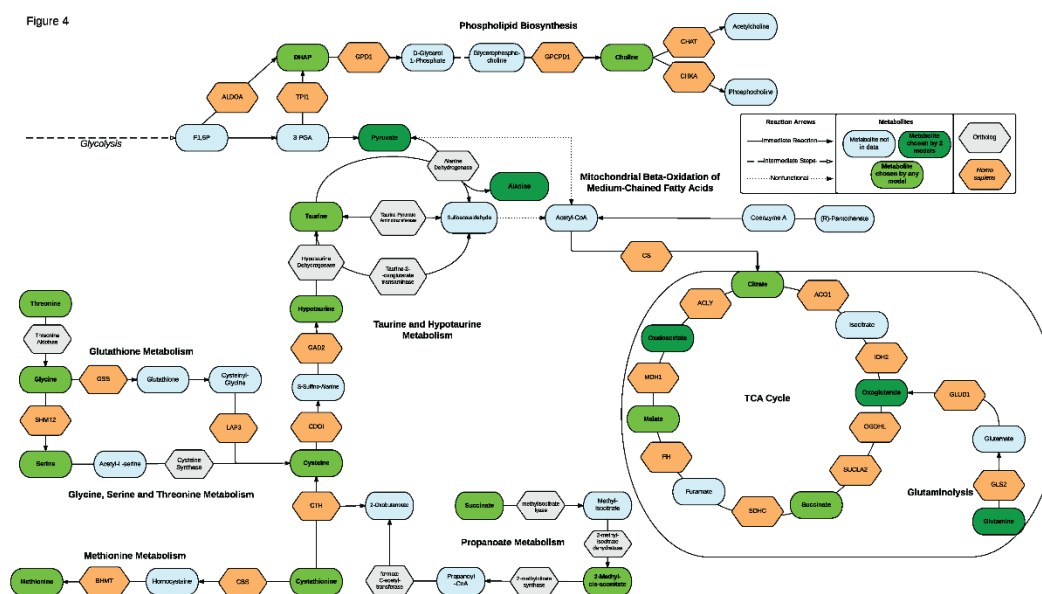 Figure 4
Phospholipid Biosynthesis
Acetylcholine
CHAT
DHAP
GPD1
D-Glycerol
1-Phosphate
Glycerophospho-
choline
GPCPD1
Choline
CHKA
Phosphocholine
ALDOA
TPI1
Glycolysis
F1,6P
3-PGA
Pyruvate
Reaction Arrows
Immediate Reaction
Intermediate Steps
Nonfunctional
Metabolites
Metabolite not
in data
Metabolite
chosen by 2
models
Metabolite
chosen by any
model
Ortholog
Homo
sapiens
Alanine
Dehydrogenase
Alanine
Mitochondrial Beta-Oxidation of
Medium-Chained Fatty Acids
Taurine
Taurine-Pyruvate
Aminotransferase
Sulfoacetaldehyde
Acetyl-CoA
Coenzyme A
(R)-Pantothenate
Hypotaurine
Dehydrogenase
Taurine-2-
oxoglutarate
transaminase
CS
Citrate
ACLY
ACO1
Isocitrate
Oxaloacetate
IDH2
MDH1
TCA Cycle
Oxoglutarate
GLUD1
Malate
OGDHL
Glutamate
FH
SUCLA2
Glutaminolysis
GLS2
Fumarate
SDHC
Succinate
Glutamine
Threonine
Threonine
Aldolase
Hypotaurine
Taurine and Hypotaurine
Metabolism
Glutathione Metabolism
GAD2
Glycine
GSS
Glutathione
Cysteinyl-
Glycine
3-Sulfino-Alanine
SHMT2
LAP3
CDOI
Serine
Acetyl-l-serine
Cysteine
Synthase
Cysteine
Glycine, Serine and Threonine Metabolism
CTH
2-Oxobutanoate
Succinate
methylisocitrate
lyase
Methyl-
Isocitrate
Propanoate Metabolism
2-methyl-
isocitrate
dehydratase
Methionine Metabolism
Methionine
BHMT
Homocysteine
CBS
Cystathionine
formate
C-acetyl-
transferase
Propanoyl
-CoA
2-methylcitrate
synthase
2-Methyl-
cis-aconitate